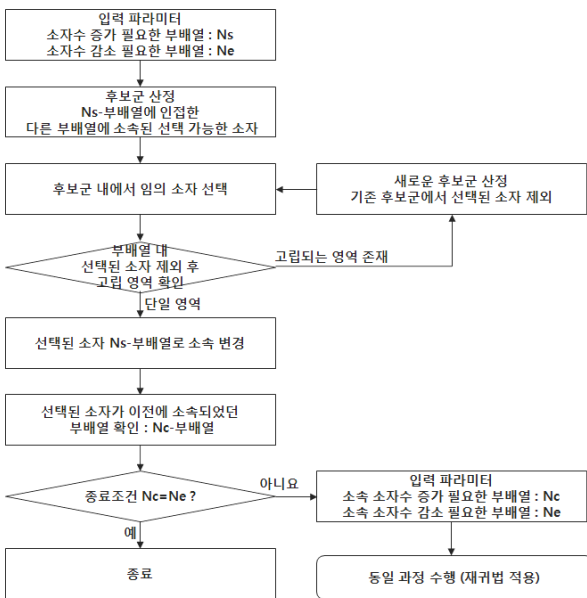 입력 파라미터
소자수 증가 필요한 부배열 : Ns
소자수 감소 필요한 부배열 : Ne
후보군 산정
Ns-부배열에 인접한
다른 부배열에 소속된 선택 가능한 소자
후보군 내에서 임의 소자 선택
새로운 후보군 산정
기존 후보군에서 선택된 소자 제외
부배열 내
선택된 소자 제외 후
고립 영역 확인
고립되는 영역 존재
단일 영역
선택된 소자 Ns-부배열로 소속 변경
선택된 소자가 이전에 소속되었던
부배열 확인 : Nc-부배열
종료조건 Nc=Ne ?
아니요
입력 파라미터
소속 소자수 증가 필요한 부배열 : Nc
소속 소자수 감소 필요한 부배열 : Ne
예
종료
동일 과정 수행 (재귀법 적용)